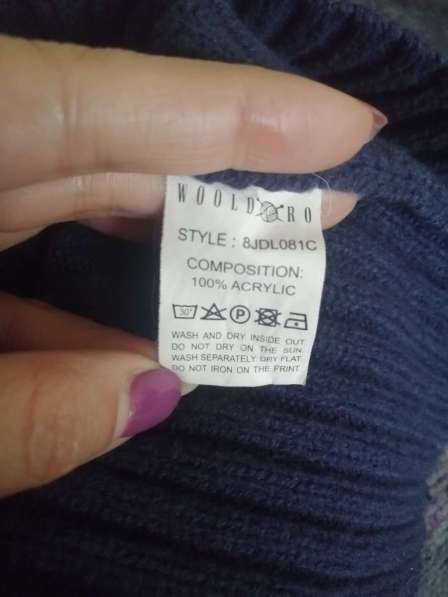 WOOLDORO
STYLE : 8JDL081C
COMPOSITION:
100% ACRYLIC
30° P
WASH AND DRY INSIDE OUT
DO NOT DRY ON THE SUN
WASH SEPARATELY DRY FLAT
DO NOT IRON ON THE PRINT